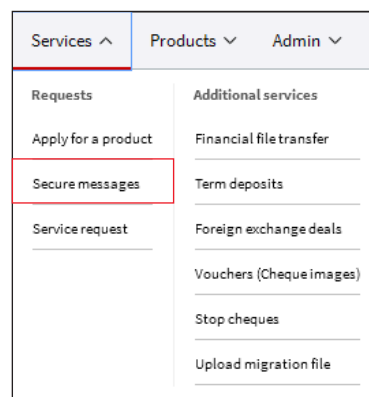 Services Products Admin
Requests
Apply for a product
Secure messages
Service request
Additional services
Financial file transfer
Term deposits
Foreign exchange deals
Vouchers (Cheque images)
Stop cheques
Upload migration file